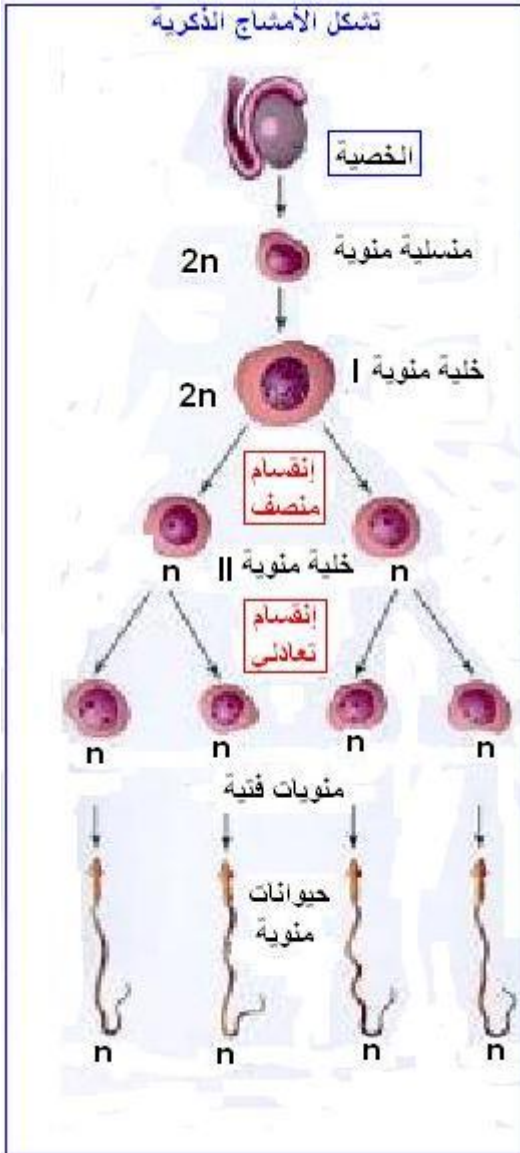 تشكل الأمشاج الذكرية
الخصية
منسلية منوية
2n
خلية منوية I
2n
إنقسام
منصف
n
خلية منوية II
n
إنقسام
تعادلي
n
n
n
n
منويات فتية
حيوانات
منوية
n
n
n
n